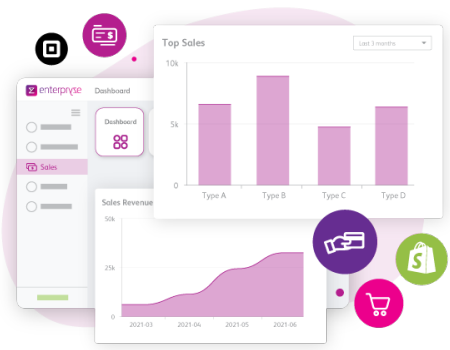 Top Sales
Last 3 months
10k
5k
0
Type A
Type B
Type C
Type D
$
enterpryse
Dashboard
Dashboard
Sales
Sales Revenue
50k
25k
0
2021-03
2021-04
2021-05
2021-06
S